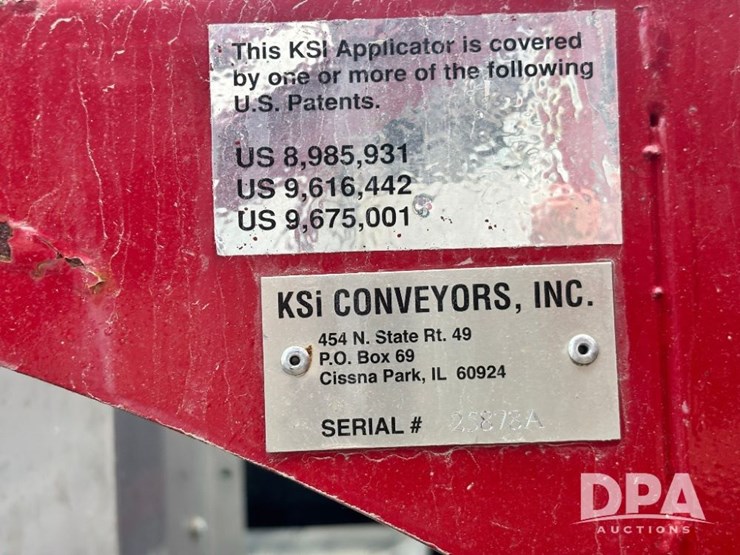 This KSI Applicator is covered
by one or more of the following
U.S. Patents.
US 8,985,931
US 9,616,442
US 9,675,001
KSi CONVEYORS, INC.
454 N. State Rt. 49
P.O. Box 69
Cissna Park, IL 60924
SERIAL #
DPA
AUCTIONS